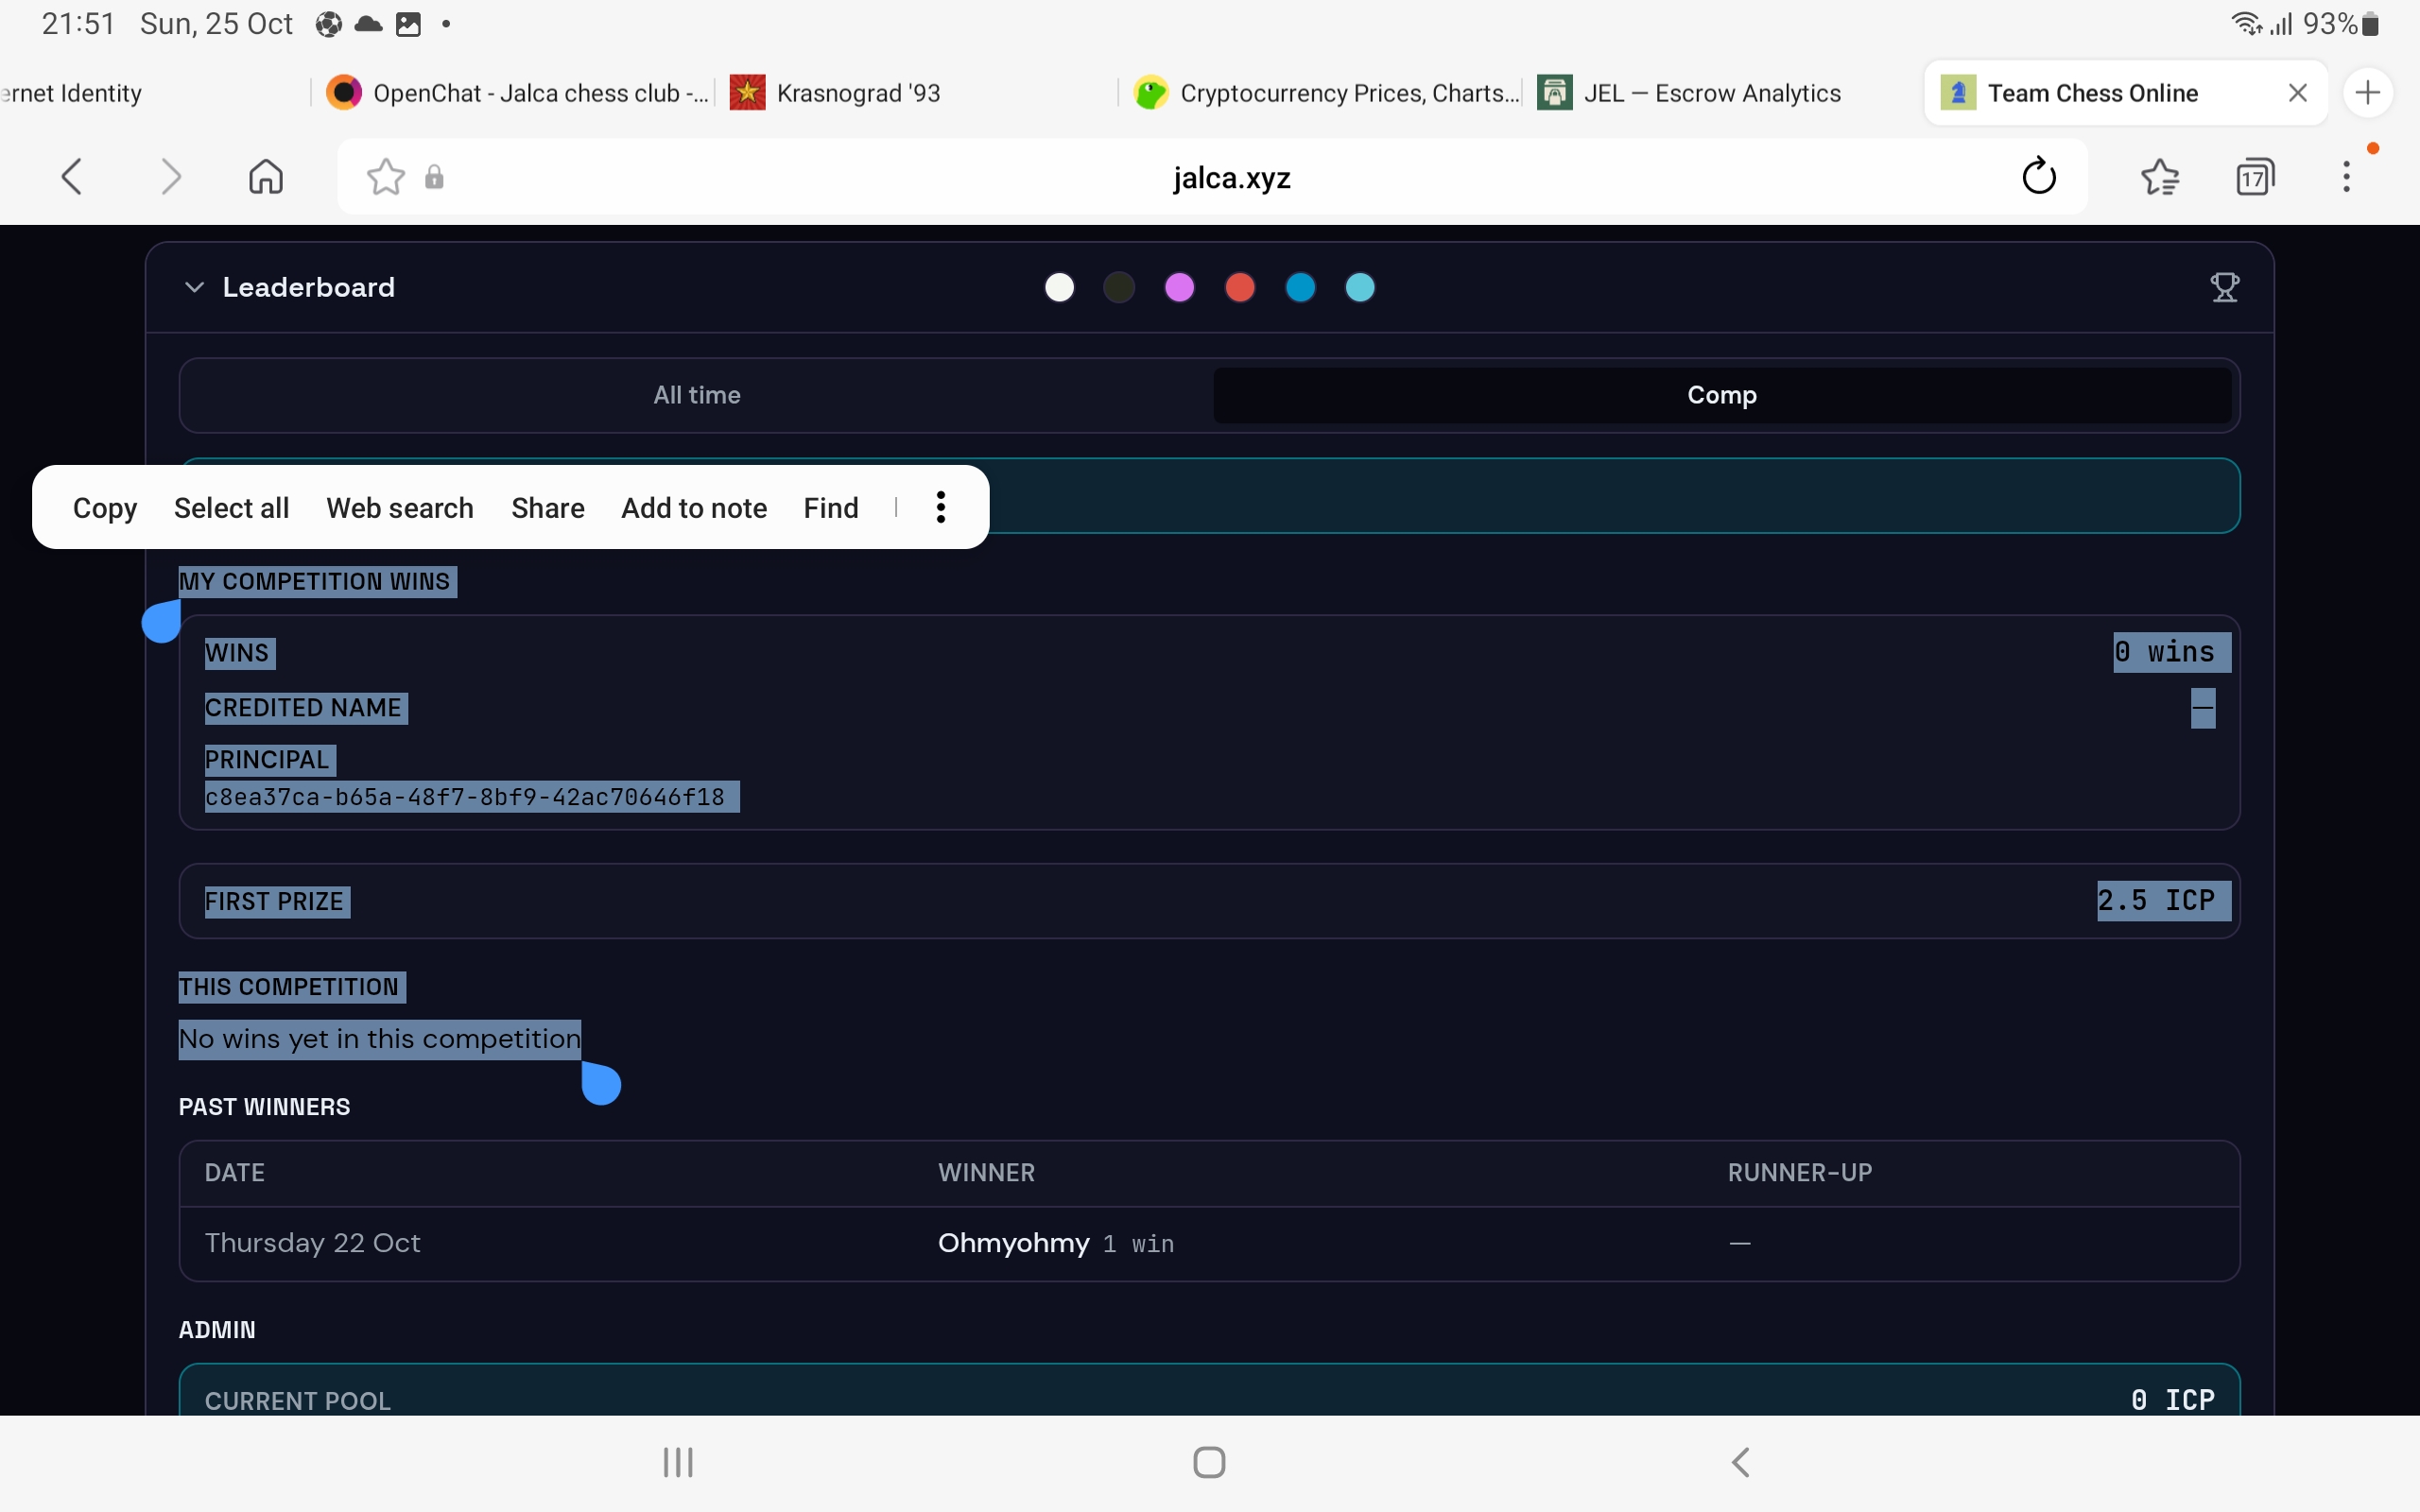 21:51 Sun, 25 Oct 93%
ernet Identity OpenChat - Jalca chess club -... Krasnograd '93 Cryptocurrency Prices, Charts... JEL — Escrow Analytics Team Chess Online
jalca.xyz 17
Leaderboard
All time Comp
Copy Select all Web search Share Add to note Find
MY COMPETITION WINS
WINS 0 wins
CREDITED NAME —
PRINCIPAL
c8ea37ca-b65a-48f7-8bf9-42ac70646f18
FIRST PRIZE 2.5 ICP
THIS COMPETITION
No wins yet in this competition
PAST WINNERS
DATE WINNER RUNNER-UP
Thursday 22 Oct Ohmyohmy 1 win —
ADMIN
CURRENT POOL 0 ICP